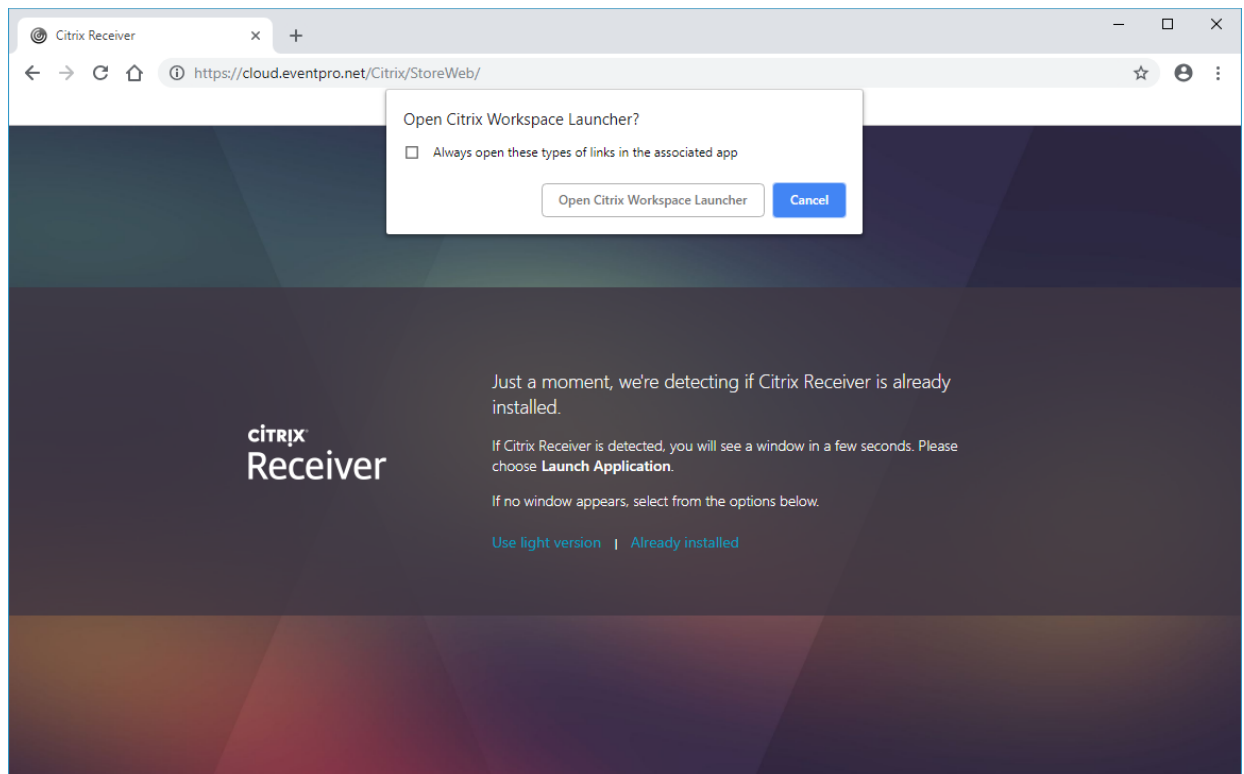 Citrix Receiver
https://cloud.eventpro.net/Citrix/StoreWeb/
Open Citrix Workspace Launcher?
Always open these types of links in the associated app
Open Citrix Workspace Launcher
Cancel
Just a moment, we're detecting if Citrix Receiver is already
installed.
If Citrix Receiver is detected, you will see a window in a few seconds. Please
choose Launch Application.
If no window appears, select from the options below.
Use light version | Already installed
CITRIX
Receiver